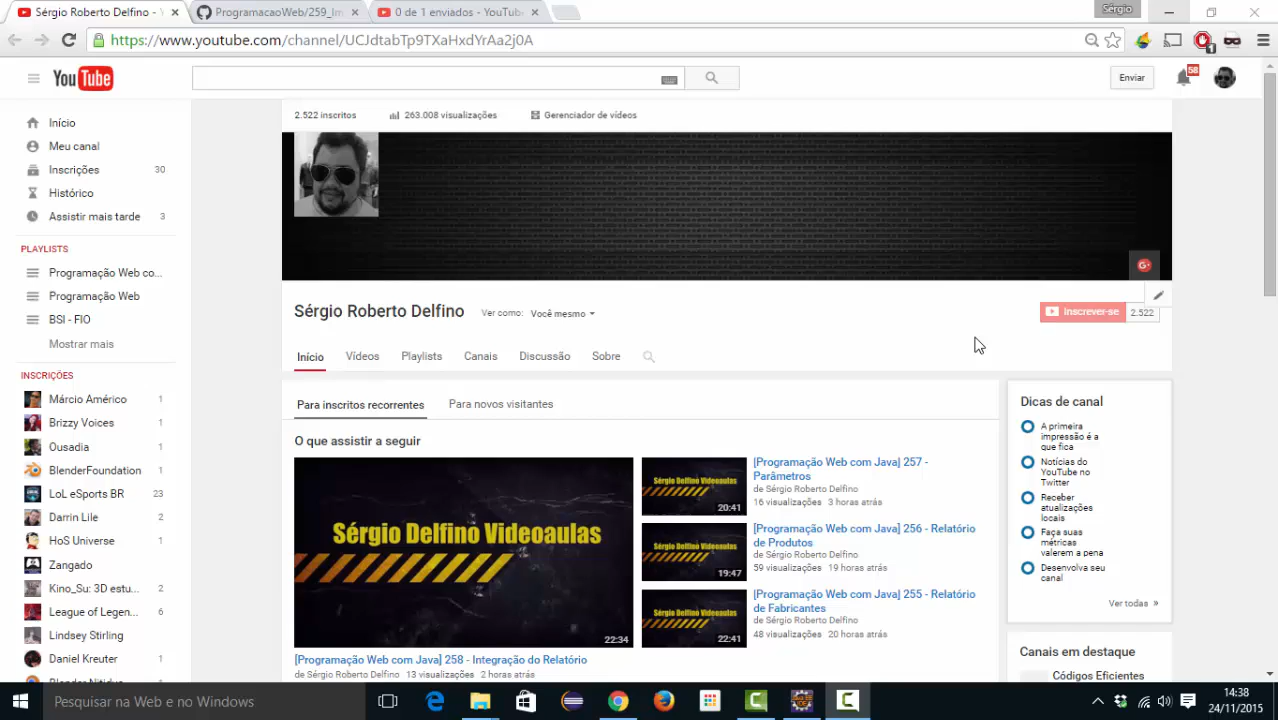 Sérgio Roberto Delfino - 
ProgramacaoWeb/259_Im
0 de 1 enviados - YouTube
Sérgio
https://www.youtube.com/channel/UCJdtabTp9TXaHxdYrAa2j0A
1
YouTube
Enviar
58
Início
Meu canal
Inscrições 30
Histórico
Assistir mais tarde 3
PLAYLISTS
Programação Web co...
Programação Web
BSI - FIO
Mostrar mais
INSCRIÇÕES
Márcio Américo 1
Brizzy Voices 1
Ousadia 1
BlenderFoundation 1
LoL eSports BR 23
Darrin Lile 2
HoS Universe 1
Zangado 1
Kino_Su: 3D estu... 2
League of Legen... 6
Lindsey Stirling 1
Daniel Kreuter 1
2.522 inscritos 263.008 visualizações Gerenciador de vídeos
G+
Sérgio Roberto Delfino Ver como: Você mesmo
Inscrever-se 2.522
Início Vídeos Playlists Canais Discussão Sobre
Para inscritos recorrentes Para novos visitantes
O que assistir a seguir
Sérgio Delfino Videoaulas
22:34
[Programação Web com Java] 258 - Integração do Relatório
de Sérgio Roberto Delfino 13 visualizações 2 horas atrás
Sérgio Delfino Videoaulas
20:41
[Programação Web com Java] 257 -
Parâmetros
de Sérgio Roberto Delfino
16 visualizações 3 horas atrás
Sérgio Delfino Videoaulas
19:47
[Programação Web com Java] 256 - Relatório
de Produtos
de Sérgio Roberto Delfino
59 visualizações 19 horas atrás
Sérgio Delfino Videoaulas
22:41
[Programação Web com Java] 255 - Relatório
de Fabricantes
de Sérgio Roberto Delfino
48 visualizações 20 horas atrás
Dicas de canal
A primeira
impressão é a
que fica
Notícias do
YouTube no
Twitter
Receber
atualizações
locais
Faça suas
métricas
valerem a pena
Desenvolva seu
canal
Ver todas »
Canais em destaque
Códigos Eficientes
Pesquisar na Web e no Windows
14:38
24/11/2015